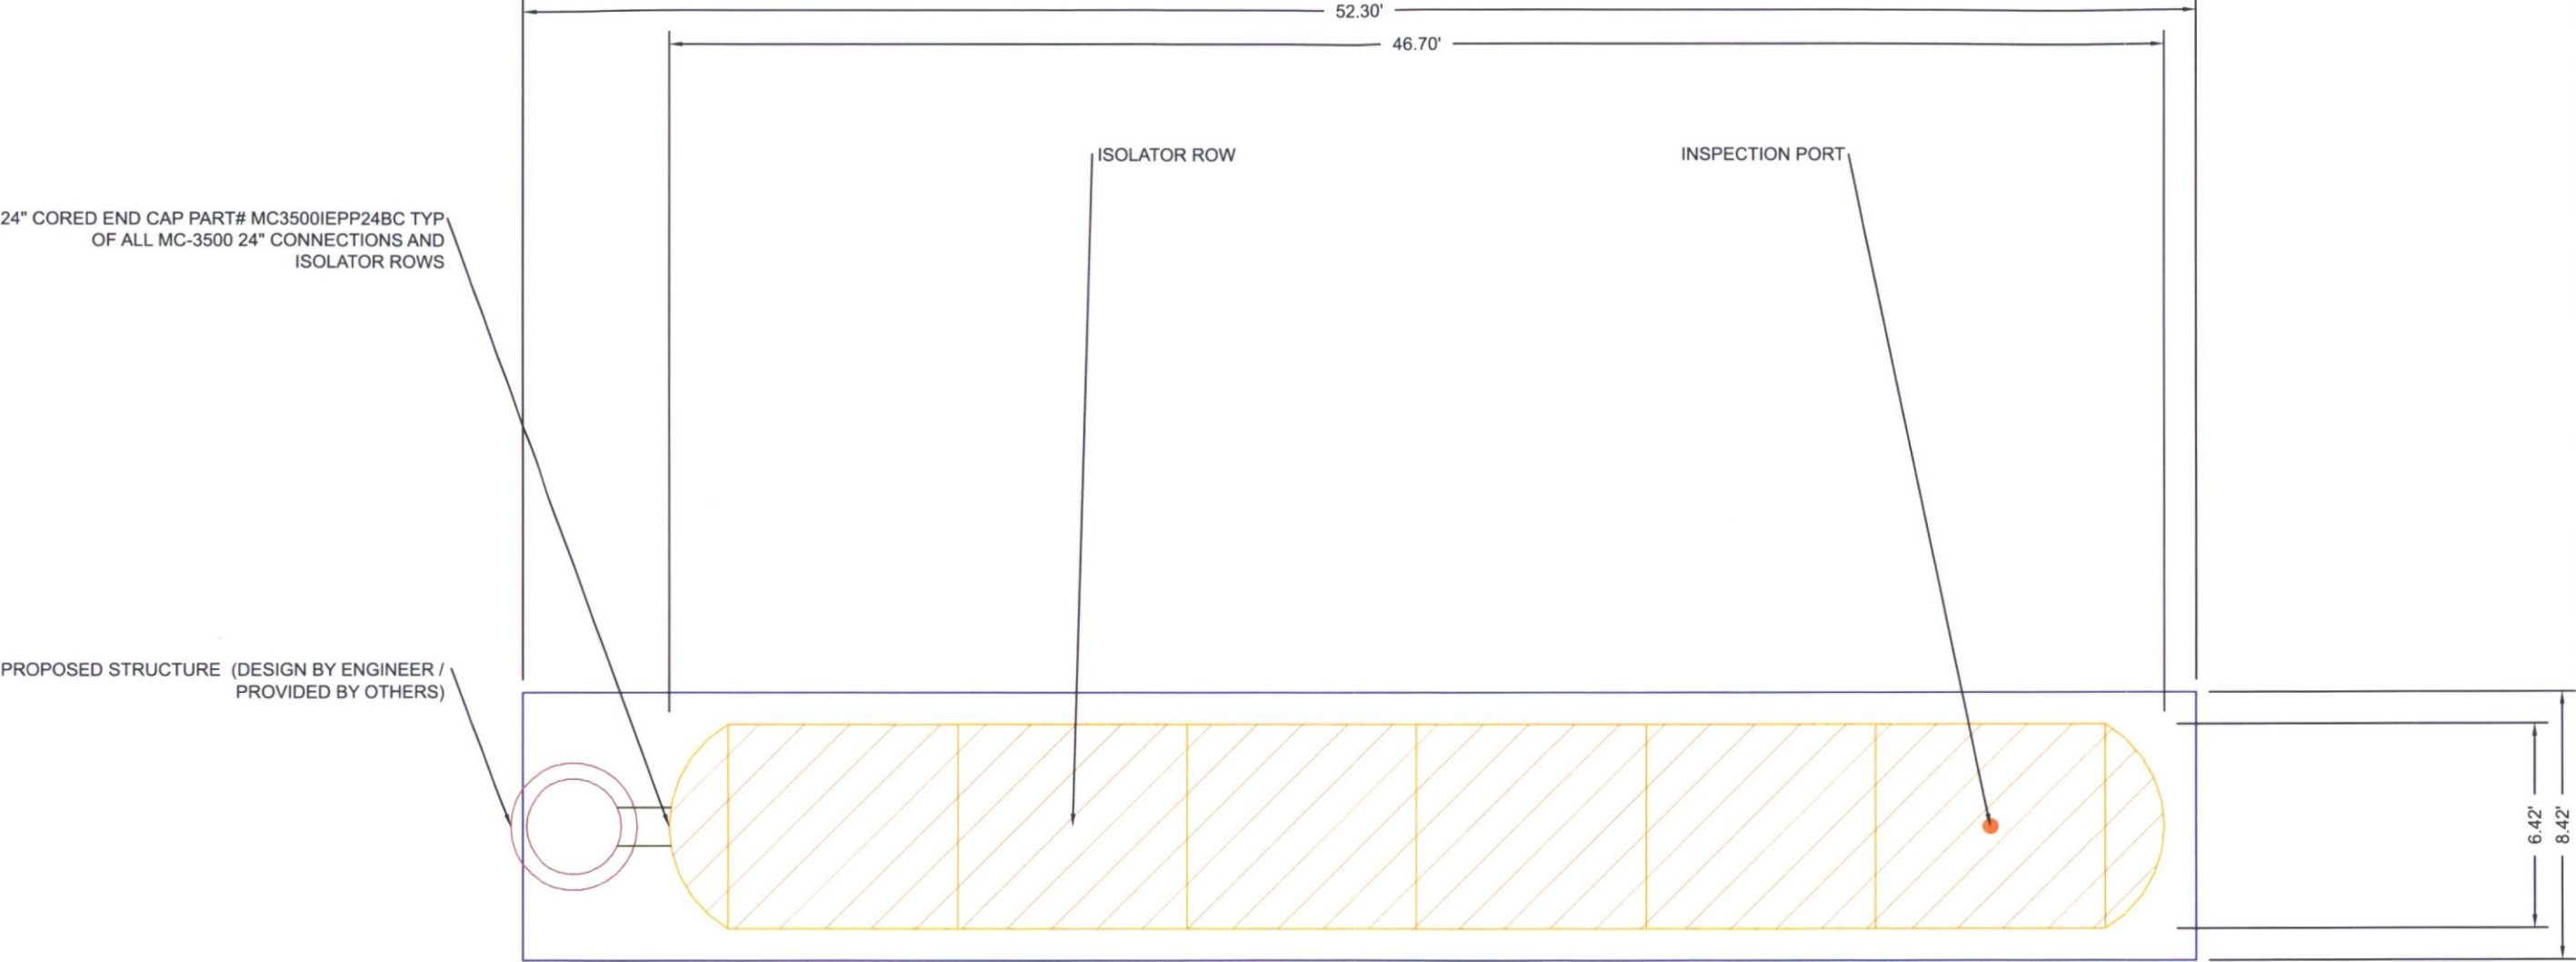 52.30'
46.70'
ISOLATOR ROW
INSPECTION PORT
24" CORED END CAP PART# MC3500IEPP24BC TYP
OF ALL MC-3500 24" CONNECTIONS AND
ISOLATOR ROWS
PROPOSED STRUCTURE (DESIGN BY ENGINEER /
PROVIDED BY OTHERS)
6.42'
8.42'